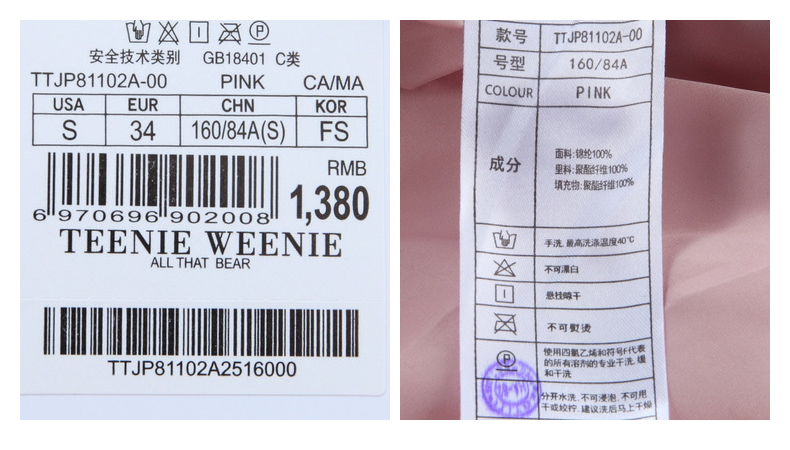 安全技术类别 GB18401 C类
TTJP81102A-00 PINK CA/MA
USA EUR CHN KOR
S 34 160/84A(S) FS
RMB
1,380
6 970696 902008
TEENIE WEENIE
ALL THAT BEAR
TTJP81102A2516000
款号 TTJP81102A-00
号型 160/84A
COLOUR PINK
成分
面料:锦纶100%
里料:聚酯纤维100%
填充物:聚酯纤维100%
手洗,最高洗涤温度40℃
不可漂白
悬挂晾干
不可熨烫
P
使用四氯乙烯和符号F代表
的所有溶剂的专业干洗,缓
和干洗
分开水洗,不可浸泡,不可用
干或绞拧,建议洗后马上干燥